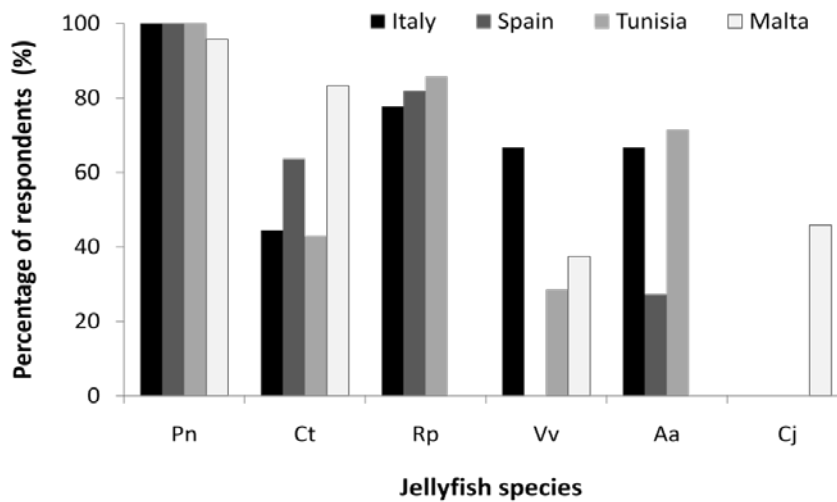 Italy Spain Tunisia Malta
Percentage of respondents (%)
100
80
60
40
20
0
Pn Ct Rp Vv Aa Cj
Jellyfish species